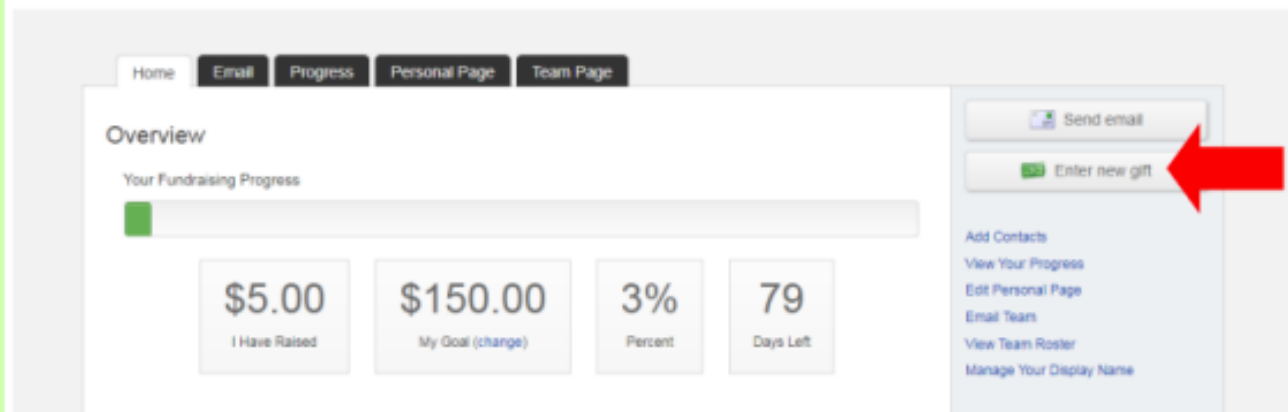 Home Email Progress Personal Page Team Page
Overview
Your Fundraising Progress
$5.00 $150.00 3% 79
I Have Raised My Goal (change) Percent Days Left
Send email
Enter new gift
Add Contacts
View Your Progress
Edit Personal Page
Email Team
View Team Roster
Manage Your Display Name